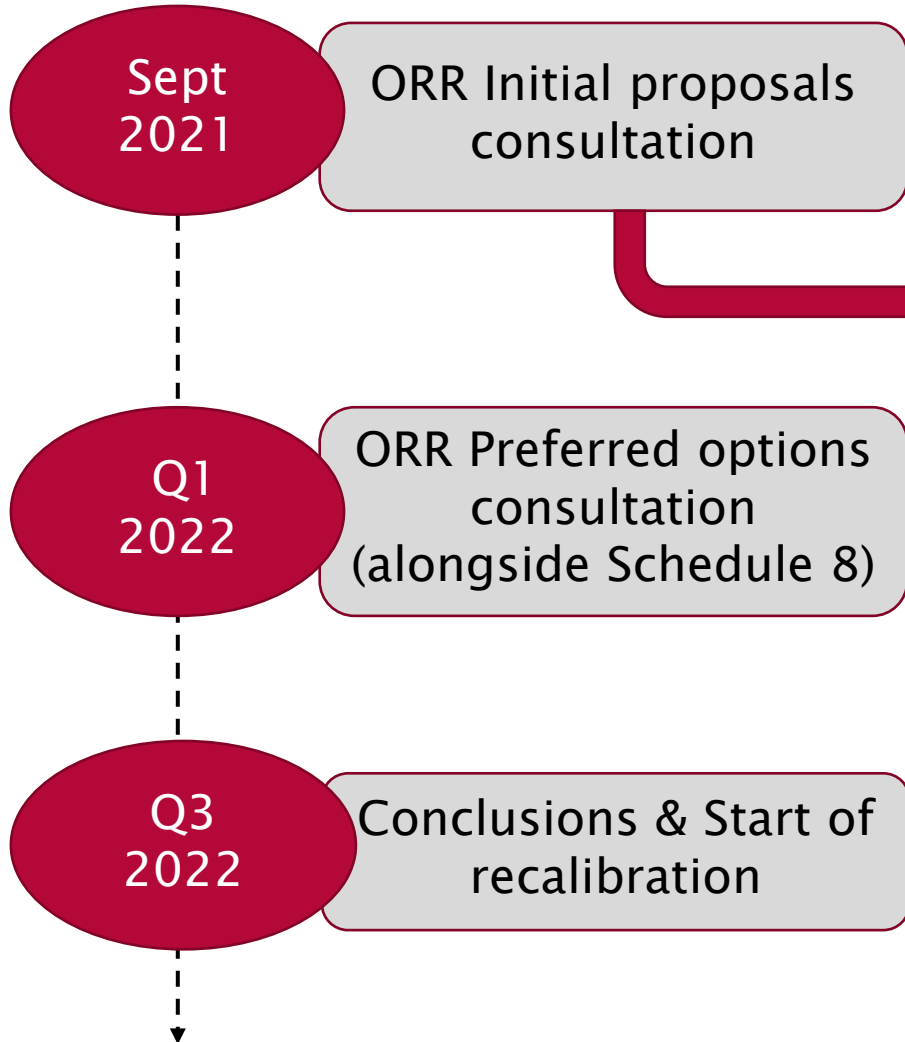 Sept
2021
ORR Initial proposals
consultation
Q1
2022
ORR Preferred options
consultation
(alongside Schedule 8)
Q3
2022
Conclusions & Start of
recalibration